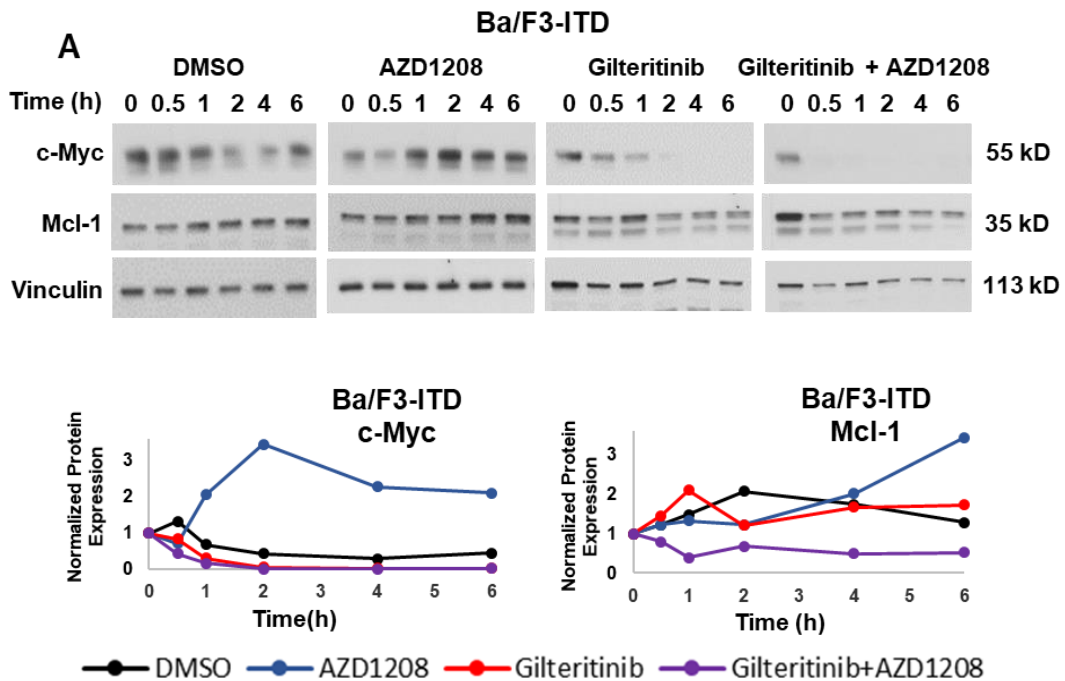 A
Ba/F3-ITD
DMSO AZD1208 Gilteritinib Gilteritinib + AZD1208
Time (h) 0 0.5 1 2 4 6 0 0.5 1 2 4 6 0 0.5 1 2 4 6 0 0.5 1 2 4 6
c-Myc 55 kD
Mcl-1 35 kD
Vinculin 113 kD
Ba/F3-ITD
c-Myc
Normalized Protein
Expression
3
2
1
0
0 1 2 3 4 5 6
Time(h)
Ba/F3-ITD
Mcl-1
Normalized Protein
Expression
3
2
1
0
0 1 2 3 4 5 6
Time (h)
DMSO AZD1208 Gilteritinib Gilteritinib+AZD1208